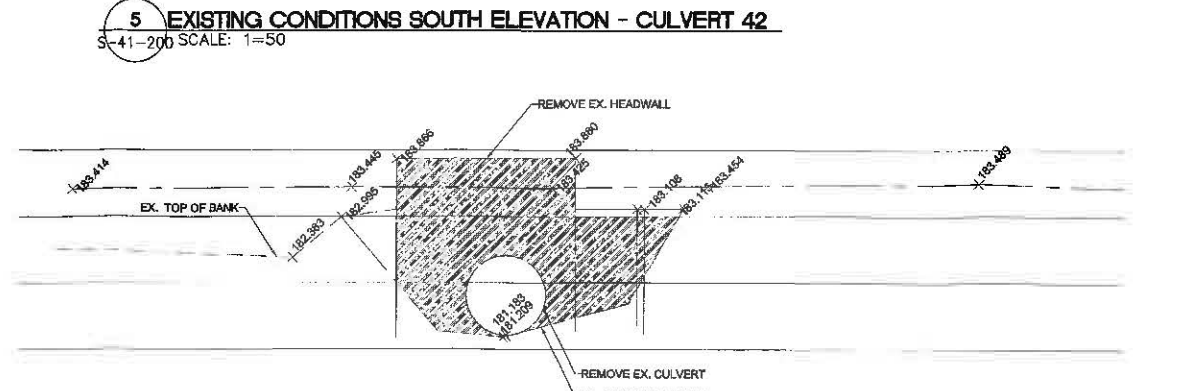 5 EXISTING CONDITIONS SOUTH ELEVATION - CULVERT 42
S-41-200 SCALE: 1=50
REMOVE EX. HEADWALL
183.414
183.445
183.866
183.880
183.425
183.108
183.454
183.489
EX. TOP OF BANK
182.383
182.995
181.183
181.209
REMOVE EX. CULVERT